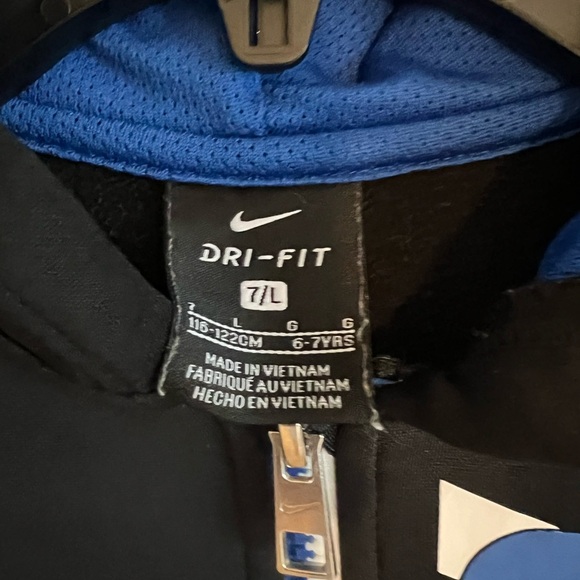 DRI-FIT
7/L
7 L G G
116-122CM 6-7YRS
MADE IN VIETNAM
FABRIQUÉ AU VIETNAM
HECHO EN VIETNAM